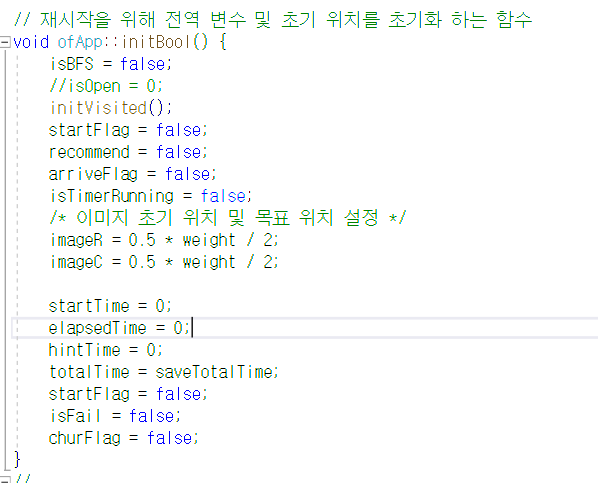 // 재시작을 위해 전역 변수 및 초기 위치를 초기화 하는 함수
void ofApp::initBool() {
isBFS = false;
//isOpen = 0;
initVisited();
startFlag = false;
recommend = false;
arriveFlag = false;
isTimerRunning = false;
/* 이미지 초기 위치 및 목표 위치 설정 */
imageR = 0.5 * weight / 2;
imageC = 0.5 * weight / 2;
startTime = 0;
elapsedTime = 0;
hintTime = 0;
totalTime = saveTotalTime;
startFlag = false;
isFail = false;
churFlag = false;
}
//